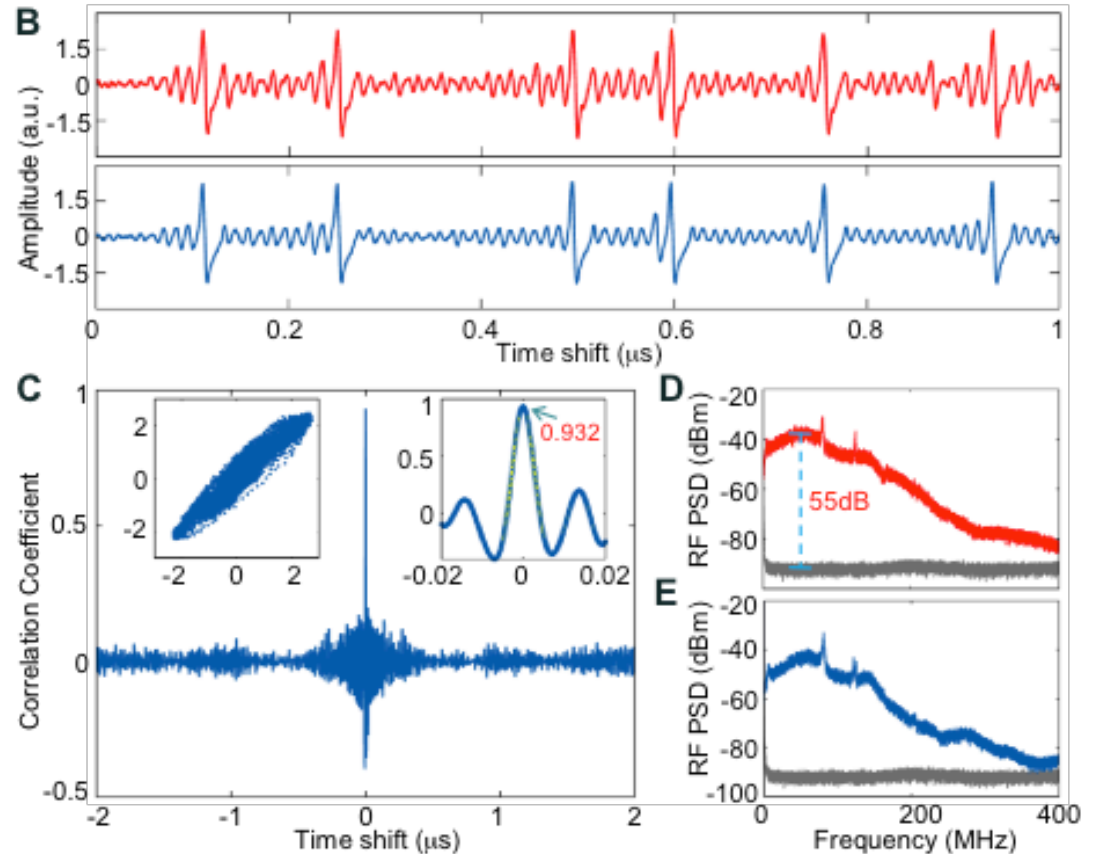 B
Amplitude (a.u.)
1.5
0
-1.5
1.5
0
-1.5
0 0.2 0.4 0.6 0.8 1
Time shift (μs)
C
Correlation Coefficient
1
0.5
0
-0.5
-2 -1 0 1 2
Time shift (μs)
2
0
-2
-2 0 2
1
0.5
0
-0.02 0 0.02
0.932
D
RF PSD (dBm)
-20
-40
-60
-80
55dB
E
RF PSD (dBm)
-20
-40
-60
-80
-100
0 200 400
Frequency (MHz)